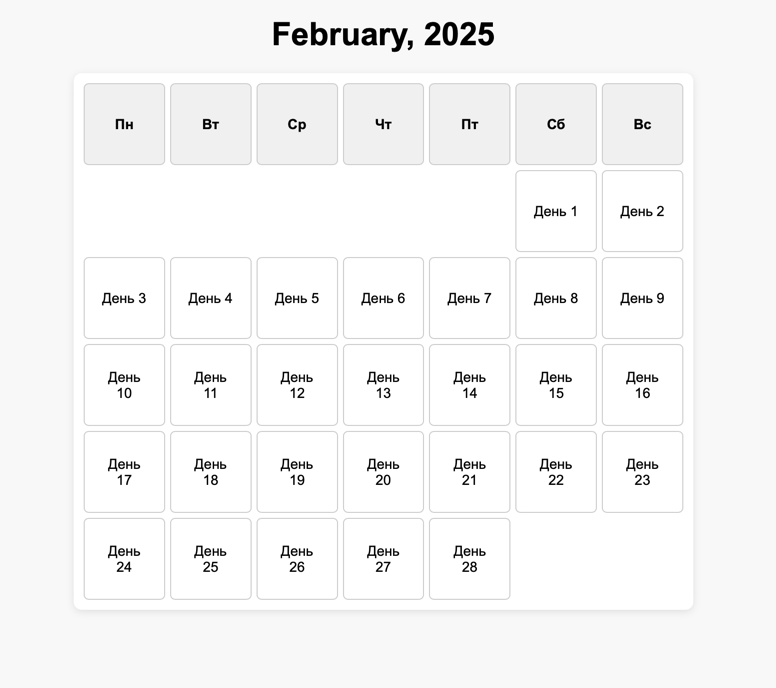 February, 2025
Пн Вт Ср Чт Пт Сб Вс
День 1 День 2
День 3 День 4 День 5 День 6 День 7 День 8 День 9
День День День День День День День
10 11 12 13 14 15 16
День День День День День День День
17 18 19 20 21 22 23
День День День День День
24 25 26 27 28